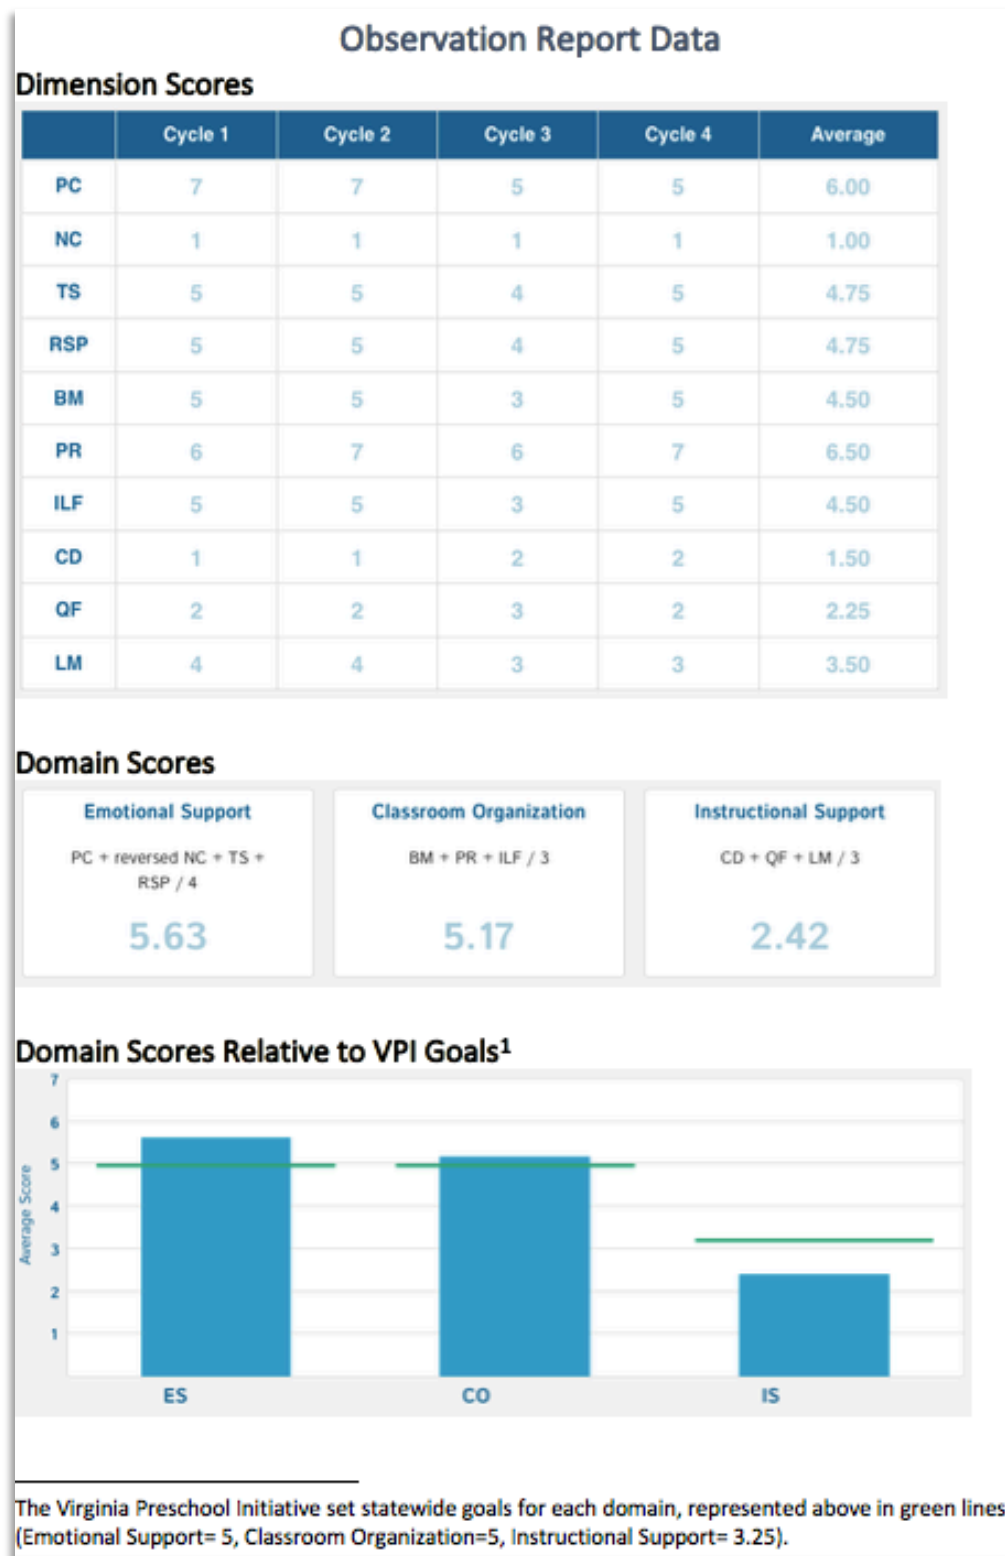 Observation Report Data
Dimension Scores
Cycle 1 Cycle 2 Cycle 3 Cycle 4 Average
PC 7 7 5 5 6.00
NC 1 1 1 1 1.00
TS 5 5 4 5 4.75
RSP 5 5 4 5 4.75
BM 5 5 3 5 4.50
PR 6 7 6 7 6.50
ILF 5 5 3 5 4.50
CD 1 1 2 2 1.50
QF 2 2 3 2 2.25
LM 4 4 3 3 3.50
Domain Scores
Emotional Support
PC + reversed NC + TS +
RSP / 4
5.63
Classroom Organization
BM + PR + ILF / 3
5.17
Instructional Support
CD + QF + LM / 3
2.42
Domain Scores Relative to VPI Goals1
Average Score
7
6
5
4
3
2
1
ES CO IS
The Virginia Preschool Initiative set statewide goals for each domain, represented above in green lines
(Emotional Support= 5, Classroom Organization=5, Instructional Support= 3.25).